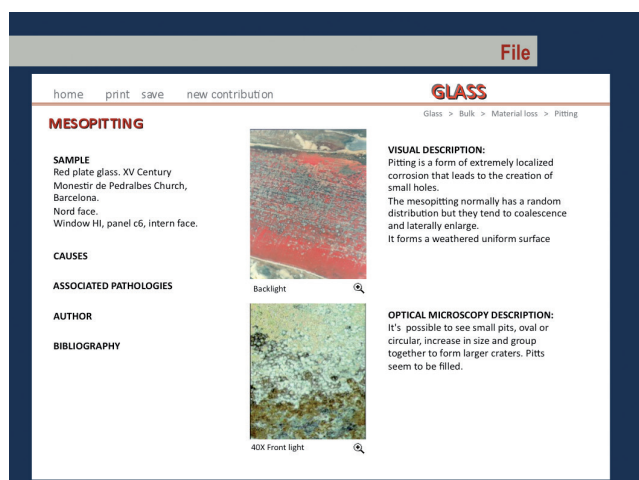 File
home print save new contribution
GLASS
Glass > Bulk > Material loss > Pitting
MESOPITTING
SAMPLE
Red plate glass. XV Century
Monestir de Pedralbes Church,
Barcelona.
Nord face.
Window HI, panel c6, intern face.
CAUSES
ASSOCIATED PATHOLOGIES
AUTHOR
BIBLIOGRAPHY
Backlight
40X Front light
VISUAL DESCRIPTION:
Pitting is a form of extremely localized
corrosion that leads to the creation of
small holes.
The mesopitting normally has a random
distribution but they tend to coalescence
and laterally enlarge.
It forms a weathered uniform surface
OPTICAL MICROSCOPY DESCRIPTION:
It's possible to see small pits, oval or
circular, increase in size and group
together to form larger craters. Pitts
seem to be filled.